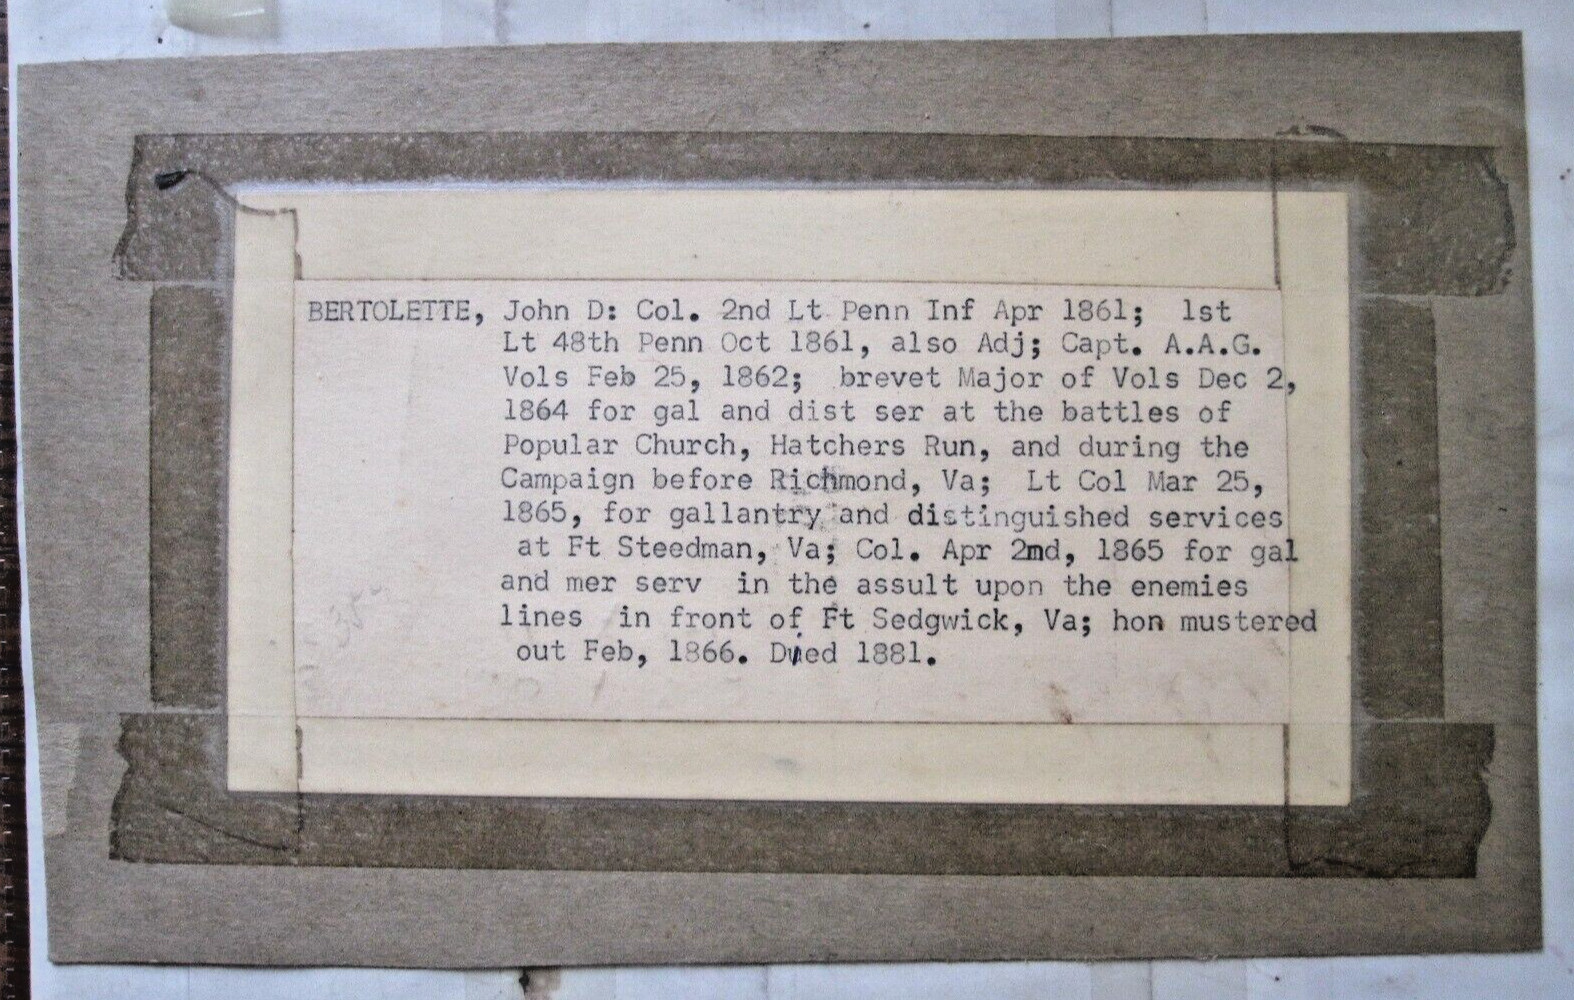 BERTOLETTE, John D: Col. 2nd Lt Penn Inf Apr 1861; 1st
Lt 48th Penn Oct 1861, also Adj; Capt. A.A.G.
Vols Feb 25, 1862; brevet Major of Vols Dec 2,
1864 for gal and dist ser at the battles of
Popular Church, Hatchers Run, and during the
Campaign before Richmond, Va; Lt Col Mar 25,
1865, for gallantry and distinguished services
at Ft Steedman, Va; Col. Apr 2md, 1865 for gal
and mer serv in the assult upon the enemies
lines in front of Ft Sedgwick, Va; hon mustered
out Feb, 1866. Died 1881.